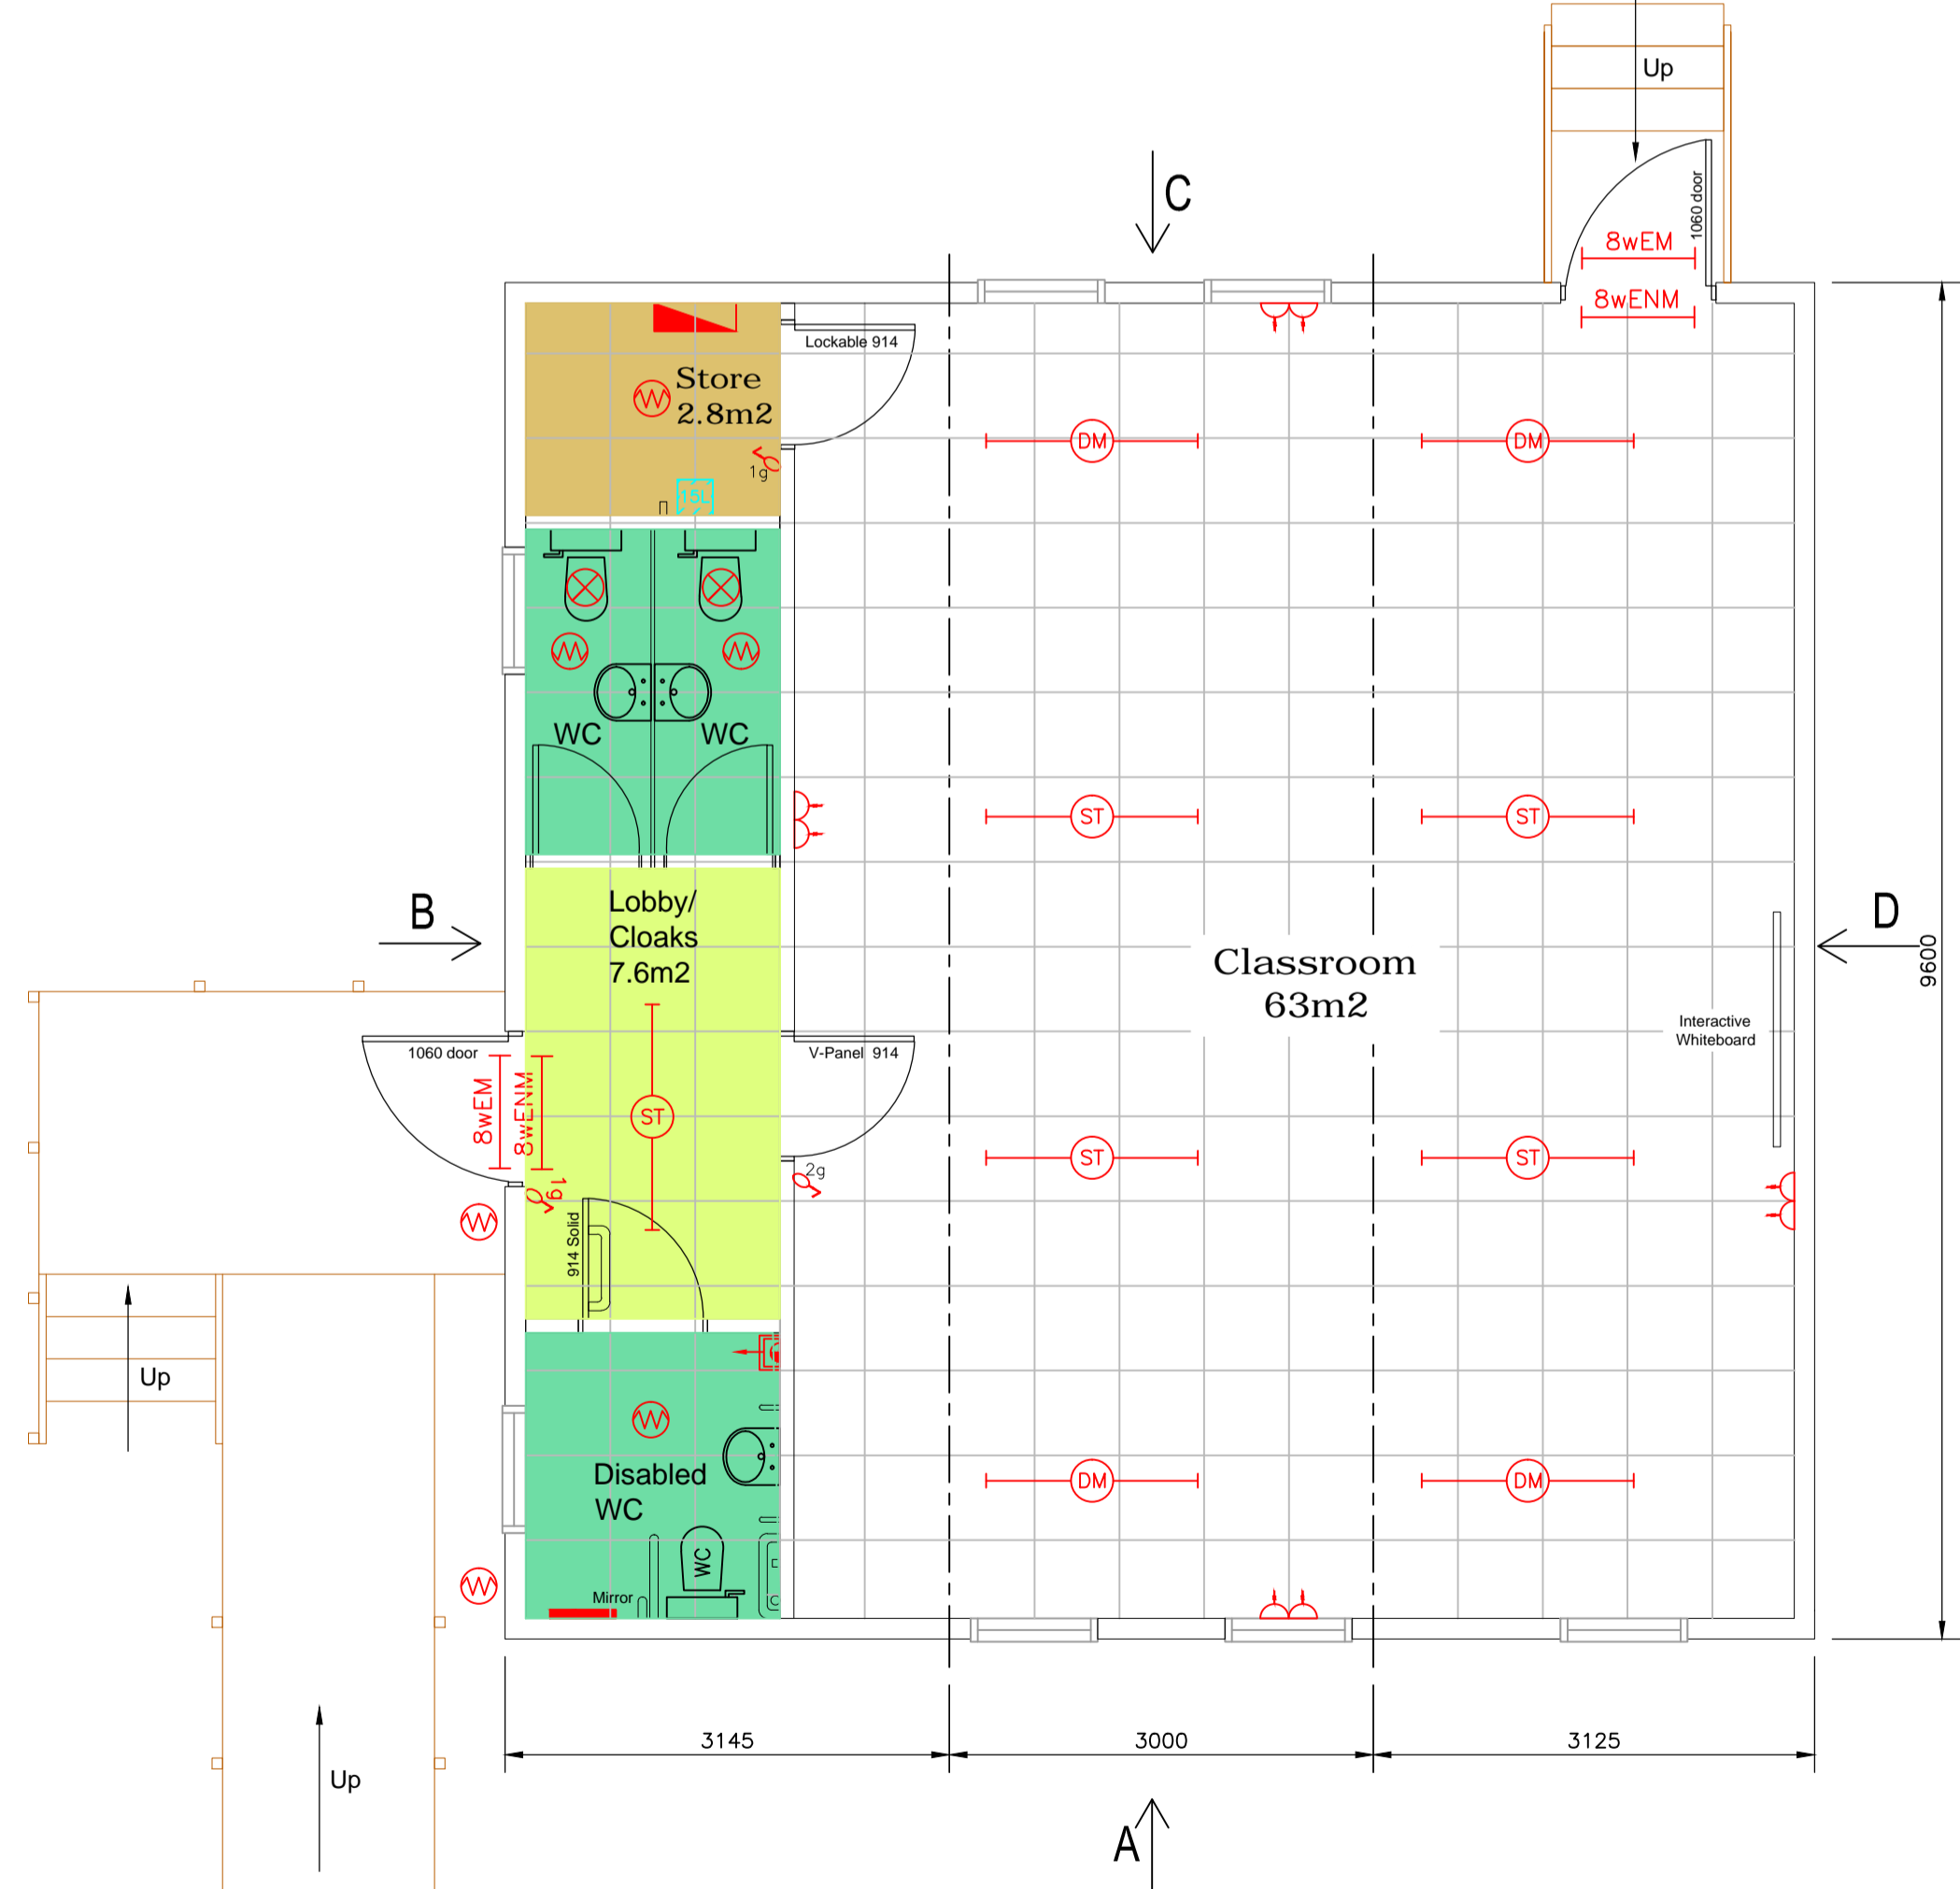 Up
C
1060 door
8wEM
8wENM
Lockable 914
Store
2.8m2
DM
DM
1g
15L
WC
WC
ST
ST
Lobby/
Cloaks
7.6m2
B
D
9600
Classroom
63m2
Interactive
Whiteboard
1060 door
V-Panel 914
8wEM
8wENM
ST
ST
ST
2g
1g
914 Solid
Up
Disabled
WC
DM
DM
WC
Mirror
3145
3000
3125
Up
A